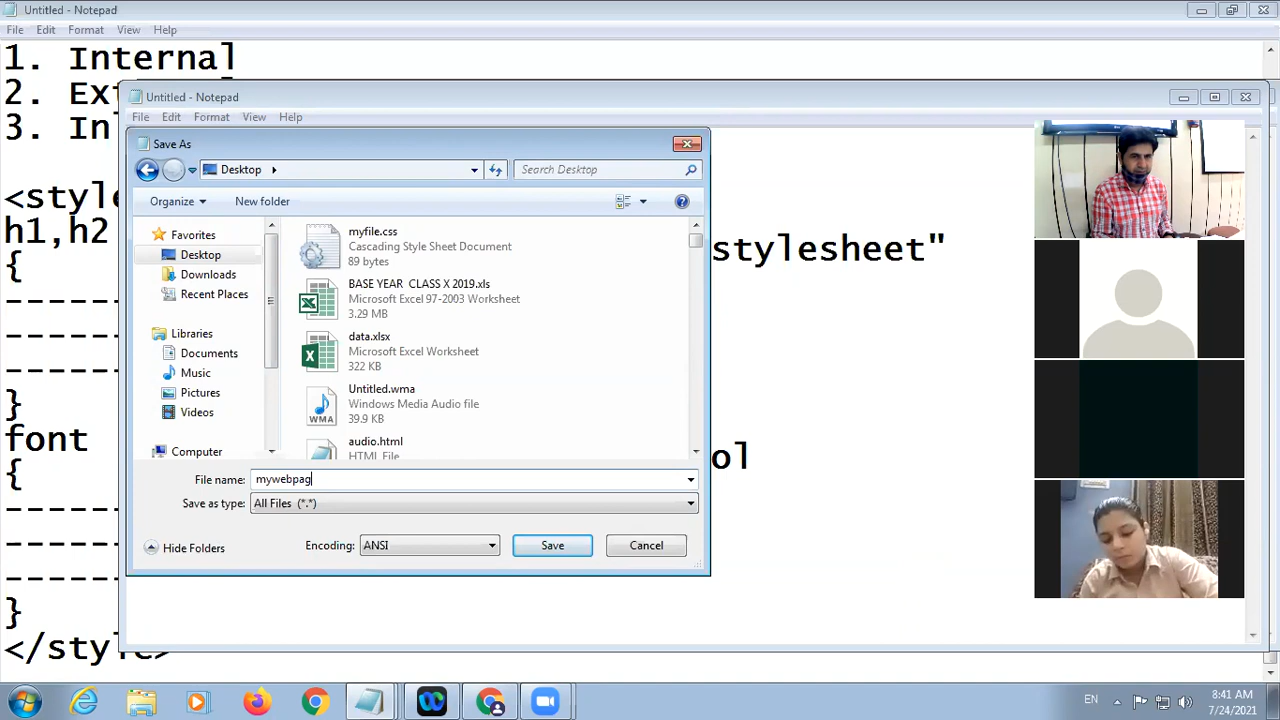 Untitled - Notepad
File Edit Format View Help
1. Internal
2. Ext
3. In
<style
h1,h2
{
}
font
{
}
</style>
Untitled - Notepad
File Edit Format View Help
stylesheet"
ol
Save As
Desktop
Search Desktop
Organize
New folder
Favorites
Desktop
Downloads
Recent Places
Libraries
Documents
Music
Pictures
Videos
Computer
myfile.css
Cascading Style Sheet Document
89 bytes
BASE YEAR CLASS X 2019.xls
Microsoft Excel 97-2003 Worksheet
3.29 MB
data.xlsx
Microsoft Excel Worksheet
322 KB
Untitled.wma
Windows Media Audio file
39.9 KB
WMA
audio.html
HTML File
File name: mywebpag
Save as type: All Files (*.*)
Hide Folders
Encoding: ANSI
Save
Cancel
EN
8:41 AM
7/24/2021